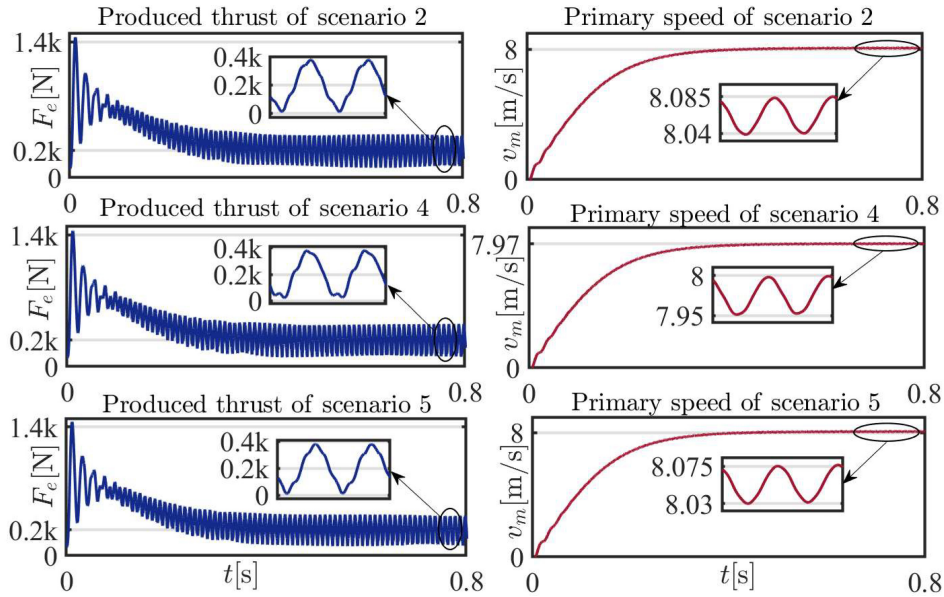 Produced thrust of scenario 2
1.4k
0.2k
0
F_e[N]
0.4k
0.2k
0
0
0.8
Primary speed of scenario 2
8
0
v_m[m/s]
8.085
8.04
0
0.8
Produced thrust of scenario 4
1.4k
0.2k
0
F_e[N]
0.4k
0.2k
0
0
0.8
Primary speed of scenario 4
7.97
0
v_m[m/s]
8
7.95
0
0.8
Produced thrust of scenario 5
1.4k
0.2k
0
F_e[N]
0.4k
0.2k
0
0
t[s]
0.8
Primary speed of scenario 5
8
0
v_m[m/s]
8.075
8.03
0
t[s]
0.8